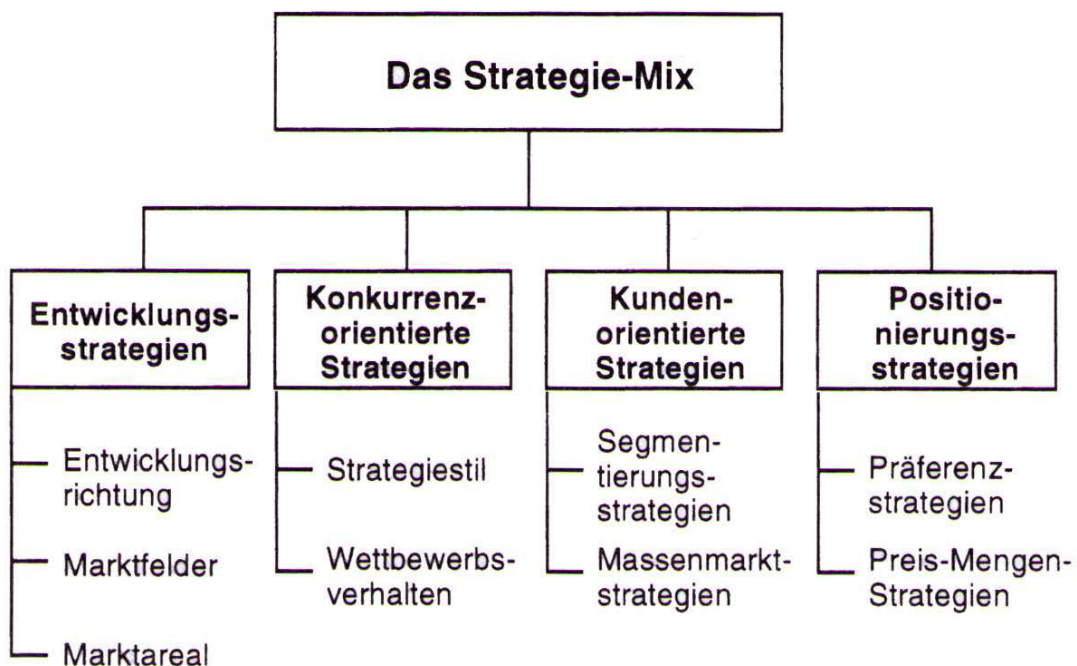 Das Strategie-Mix
Entwicklungs-
strategien
Entwicklungs-
richtung
Marktfelder
Marktareal
Konkurrenz-
orientierte
Strategien
Strategiestil
Wettbewerbs-
verhalten
Kunden-
orientierte
Strategien
Segmen-
tierungs-
strategien
Massenmarkt-
strategien
Positio-
nierungs-
strategien
Präferenz-
strategien
Preis-Mengen-
Strategien